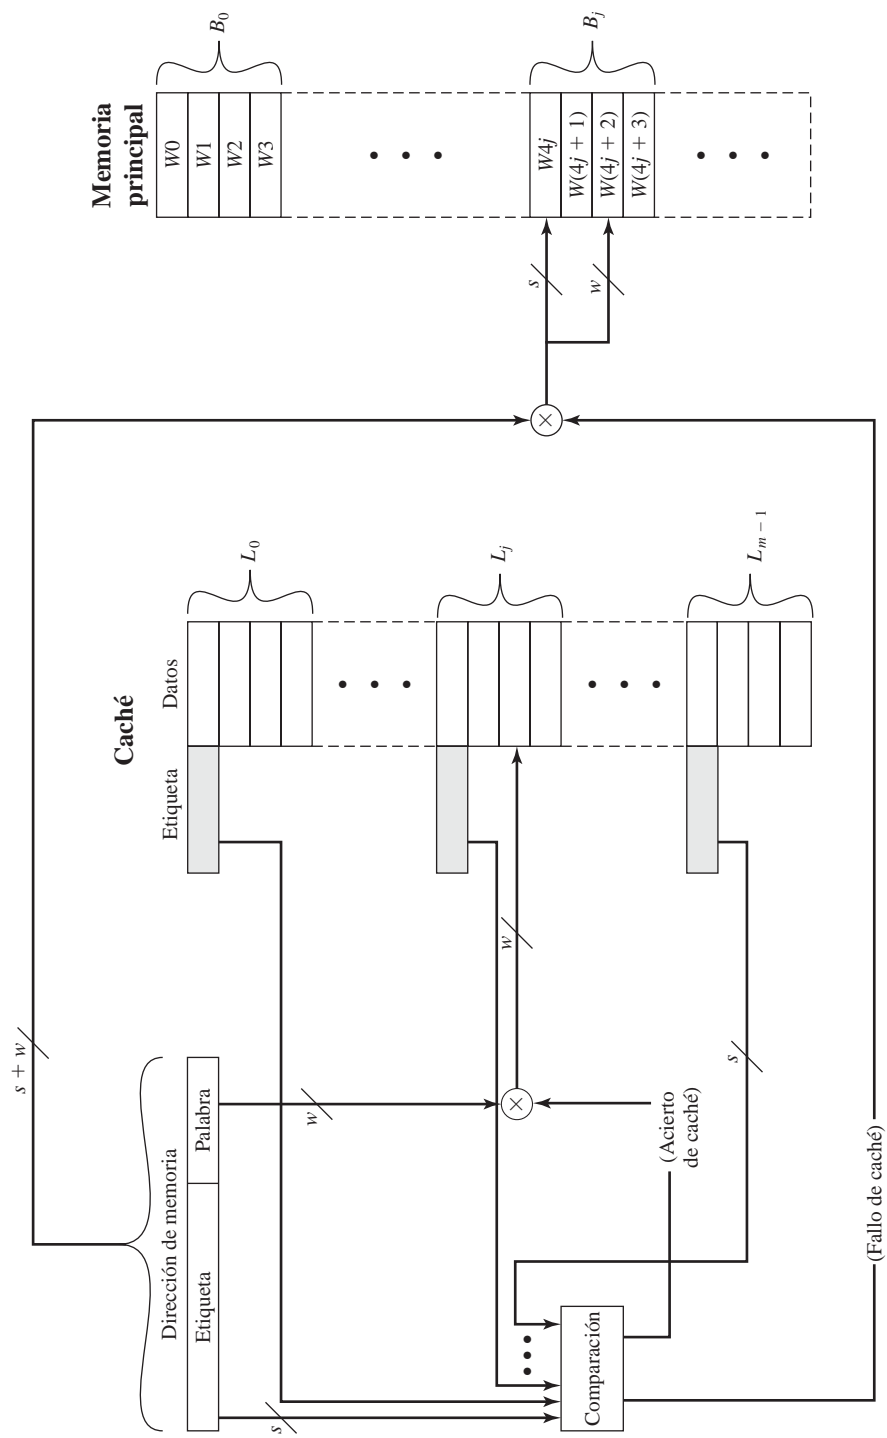 s + w
Dirección de memoria
Etiqueta
Palabra
s
w
Comparación
(Acierto
de caché)
(Fallo de caché)
w
s
Caché
Etiqueta
Datos
L0
Lj
Lm − 1
Memoria
principal
s
w
W0
W1
W2
W3
B0
W4j
W(4j + 1)
W(4j + 2)
W(4j + 3)
Bj